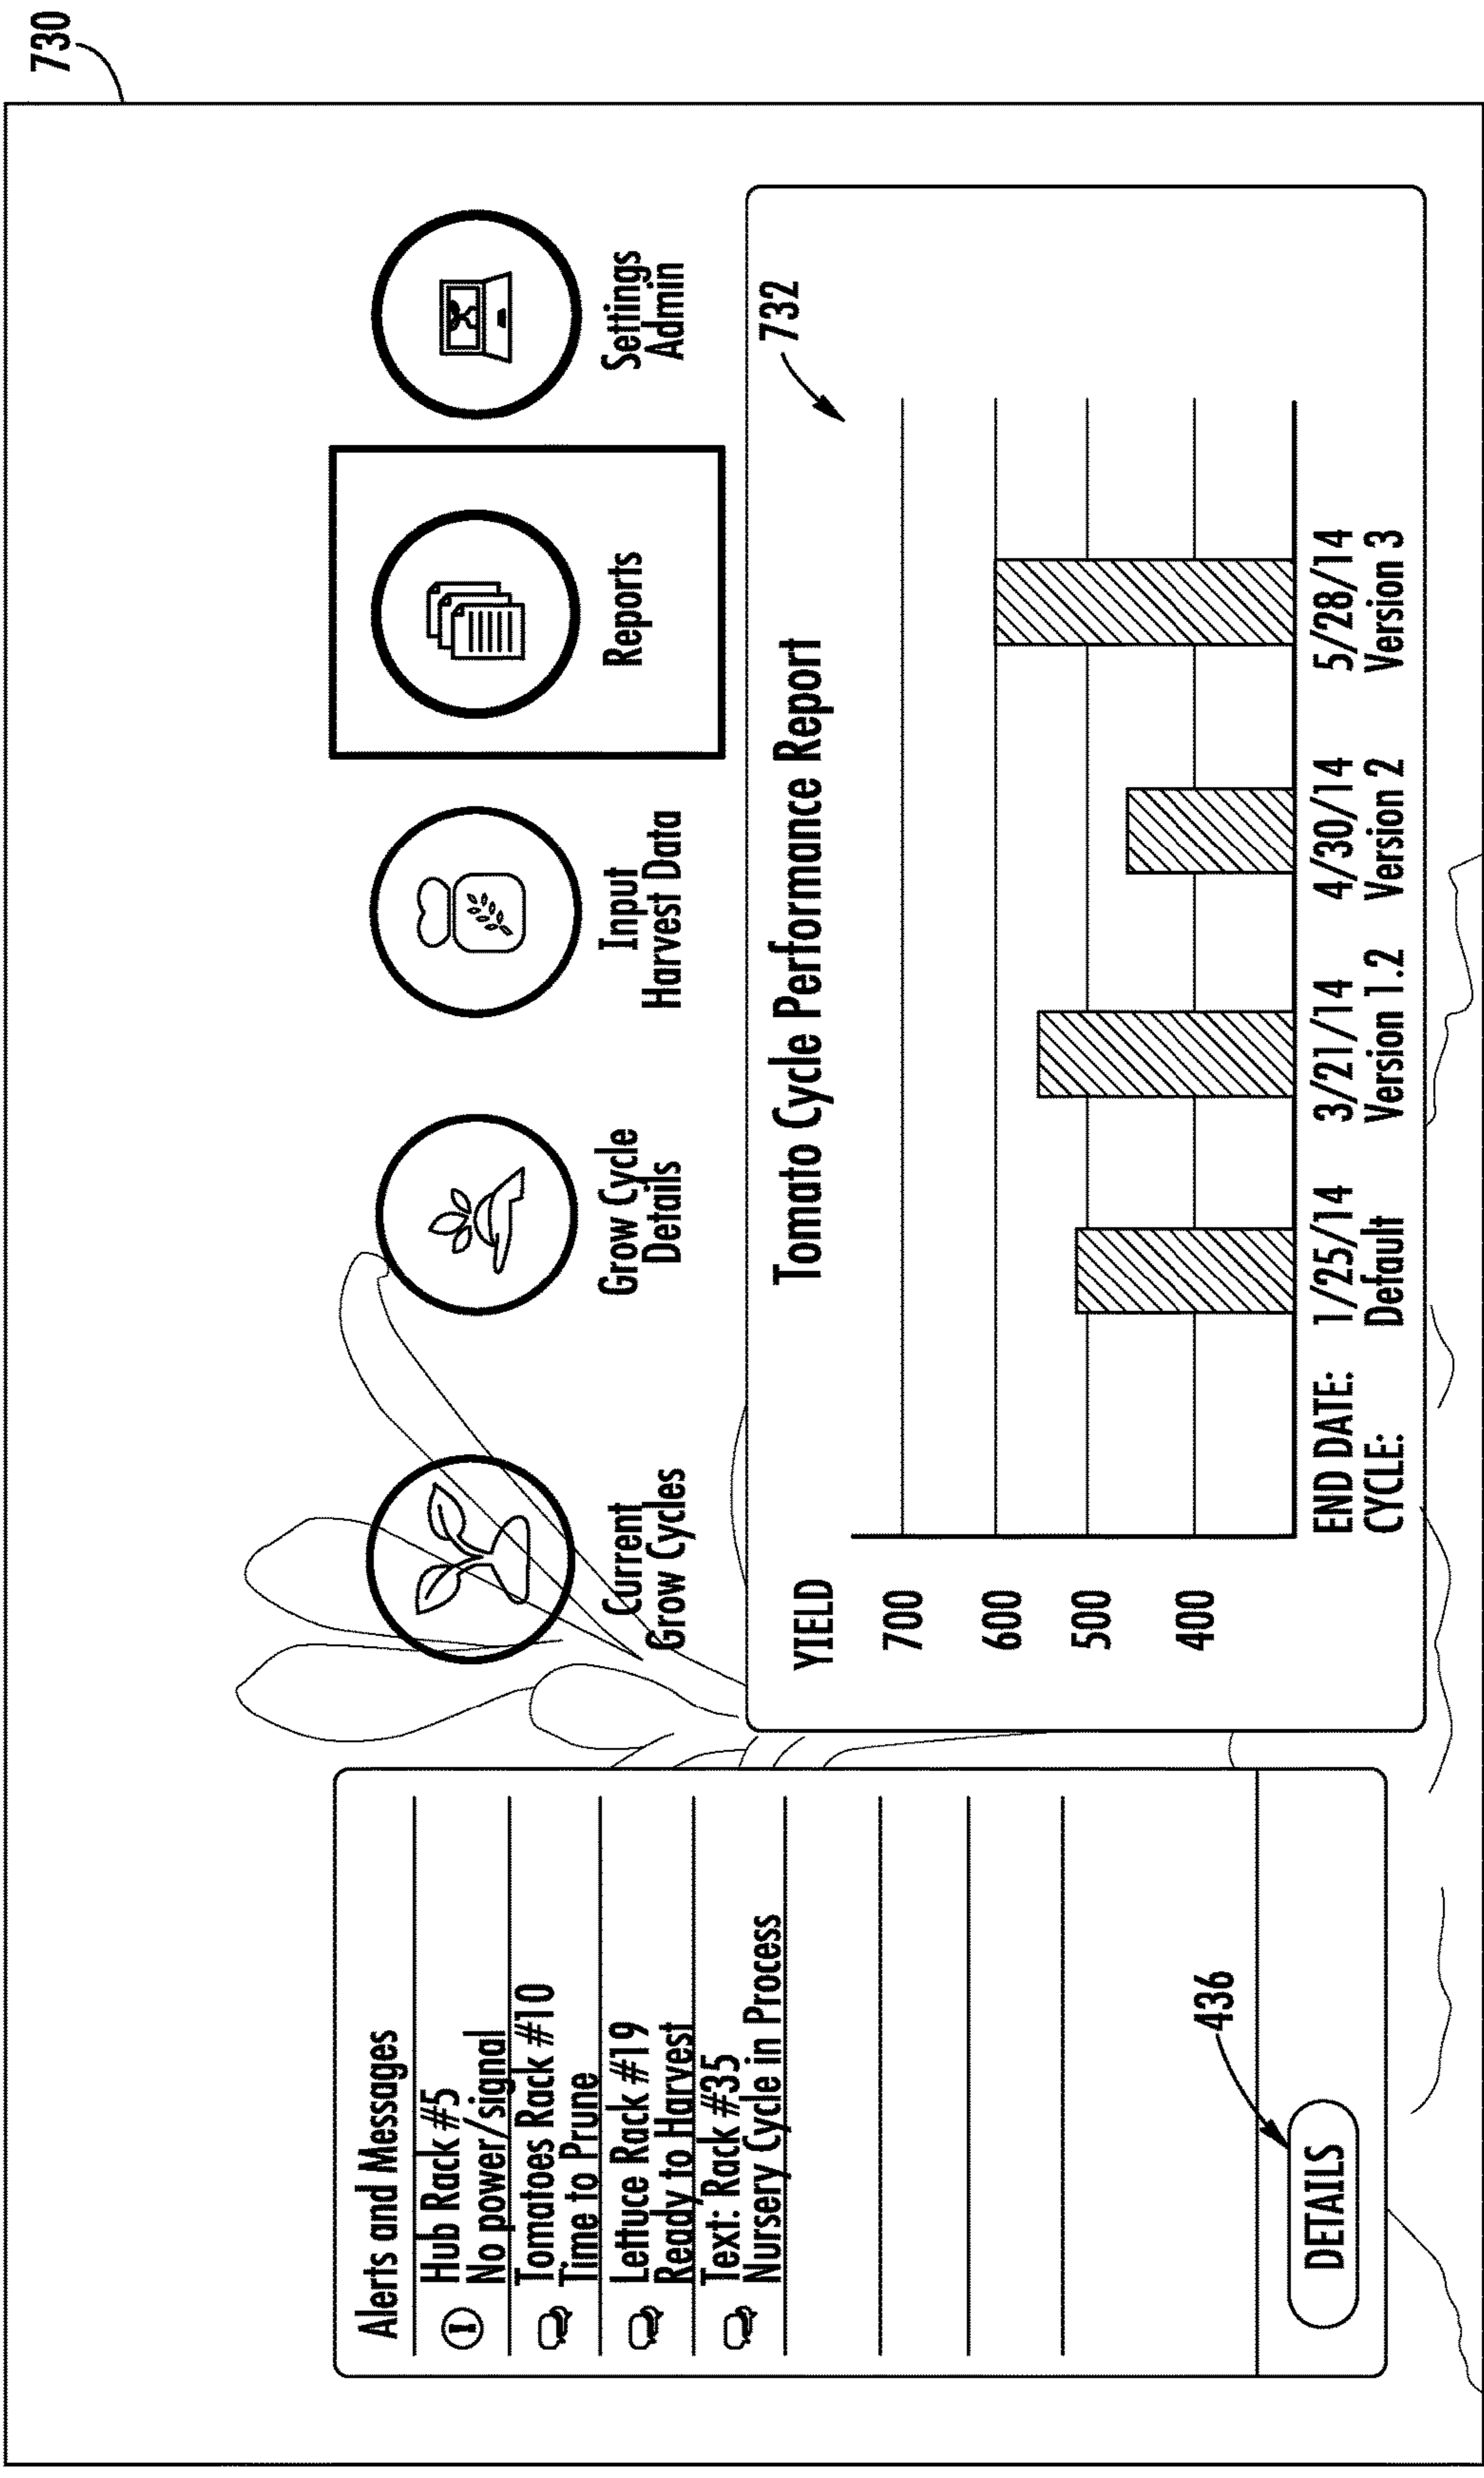 730
Alerts and Messages
Hub Rack #5
No power/signal
Tomatoes Rack #10
Time to Prune
Lettuce Rack #19
Ready to Harvest
Text: Rack #35
Nursery Cycle in Process
436
DETAILS
Current
Grow Cycles
Grow Cycle
Details
Input
Harvest Data
Reports
Settings
Admin
Tomato Cycle Performance Report
732
YIELD
700
600
500
400
END DATE: 1/25/14 3/21/14 4/30/14 5/28/14
CYCLE: Default Version 1.2 Version 2 Version 3